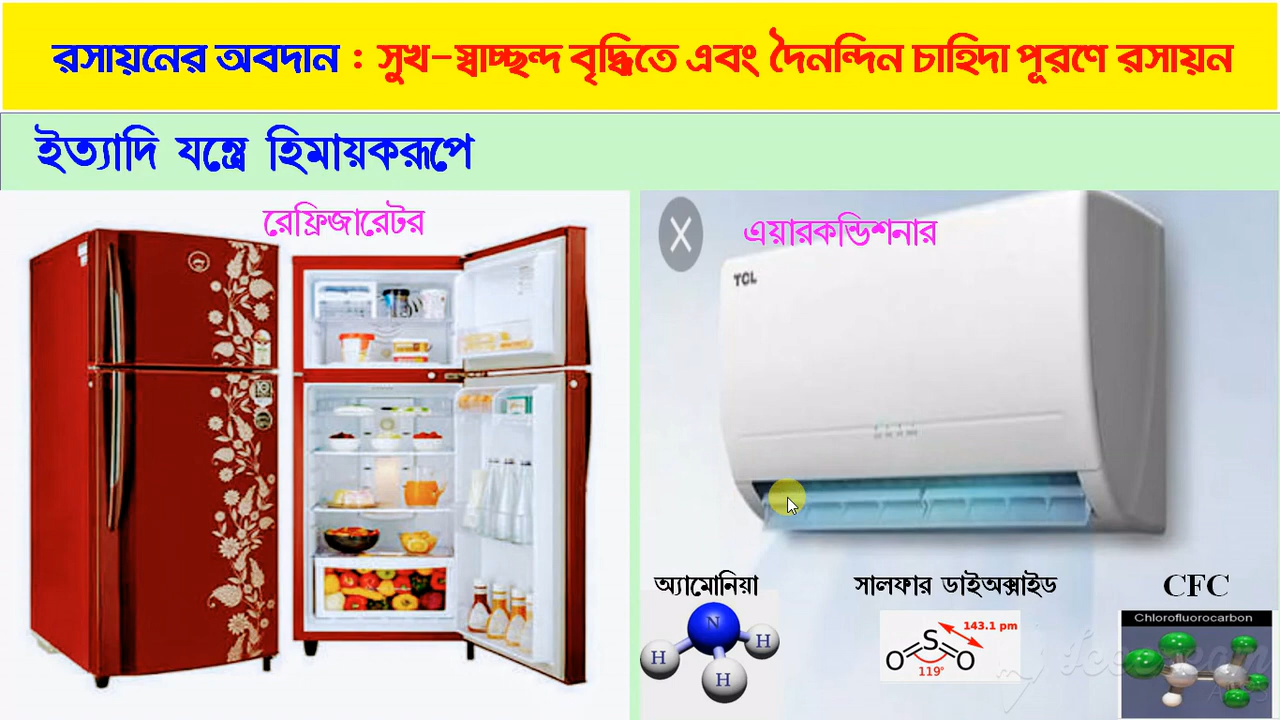 রসায়নের অবদান : সুখ-স্বাচ্ছন্দ বৃদ্ধিতে এবং দৈনন্দিন চাহিদা পূরণে রসায়ন
ইত্যাদি যন্ত্রে হিমায়করূপে
রেফ্রিজারেটর
X এয়ারকন্ডিশনার
TCL
অ্যামোনিয়া
সালফার ডাইঅক্সাইড
CFC
N
H
H
H
143.1 pm
S
O
O
119°
Chlorofluorocarbon